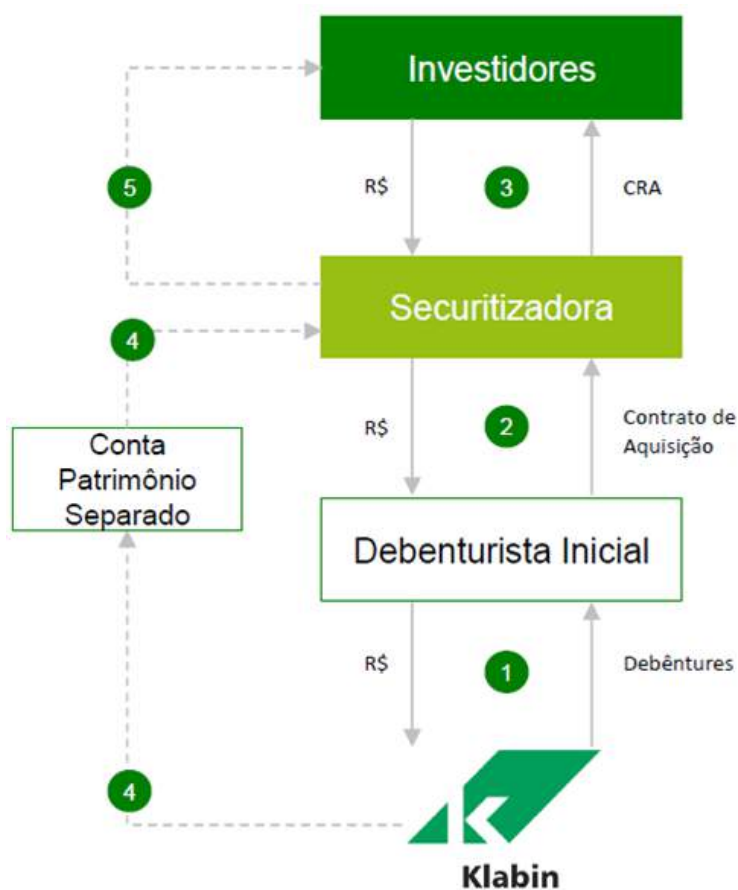 Investidores
5
R$
3
CRA
Securitizadora
4
R$
2
Contrato de
Aquisição
Conta
Patrimônio
Separado
Debenturista Inicial
R$
1
Debêntures
4
Klabin